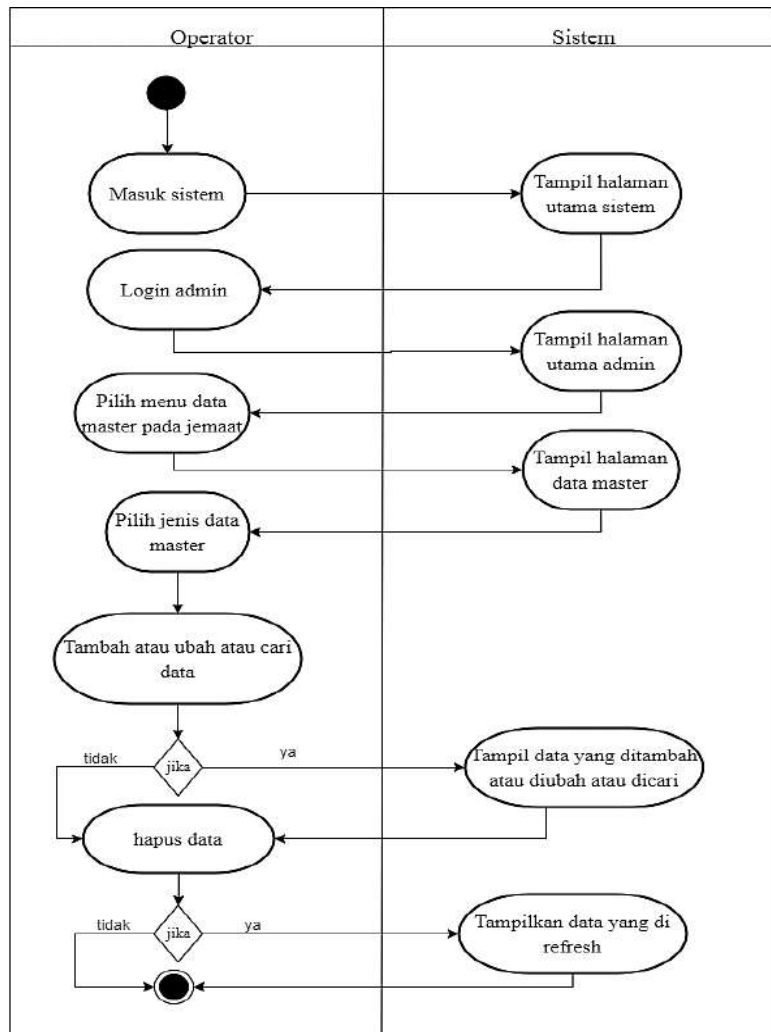 Operator
Sistem
Masuk sistem
Tampil halaman
utama sistem
Login admin
Tampil halaman
utama admin
Pilih menu data
master pada jemaat
Tampil halaman
data master
Pilih jenis data
master
Tambah atau ubah atau cari
data
tidak
jika
ya
Tampil data yang ditambah
atau diubah atau dicari
hapus data
tidak
jika
ya
Tampilkan data yang di
refresh